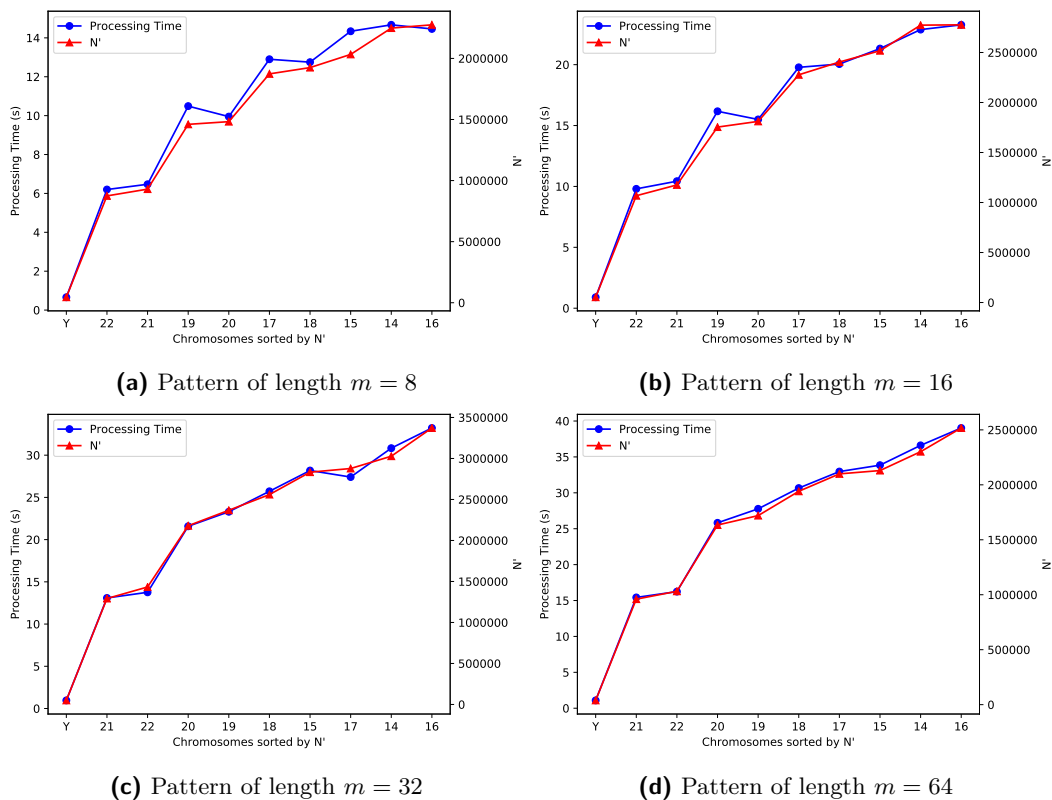 Processing Time
N'
Processing Time (s)
14
12
10
8
6
4
2
0
2000000
1500000
1000000
500000
0
N'
Y 22 21 19 20 17 18 15 14 16
Chromosomes sorted by N'
(a) Pattern of length m = 8
Processing Time
N'
Processing Time (s)
20
15
10
5
0
2500000
2000000
1500000
1000000
500000
0
N'
Y 22 21 19 20 17 18 15 14 16
Chromosomes sorted by N'
(b) Pattern of length m = 16
Processing Time
N'
Processing Time (s)
30
25
20
15
10
5
0
3500000
3000000
2500000
2000000
1500000
1000000
500000
0
N'
Y 21 22 20 19 18 15 17 14 16
Chromosomes sorted by N'
(c) Pattern of length m = 32
Processing Time
N'
Processing Time (s)
40
35
30
25
20
15
10
5
0
2500000
2000000
1500000
1000000
500000
0
N'
Y 21 22 20 19 18 17 15 14 16
Chromosomes sorted by N'
(d) Pattern of length m = 64